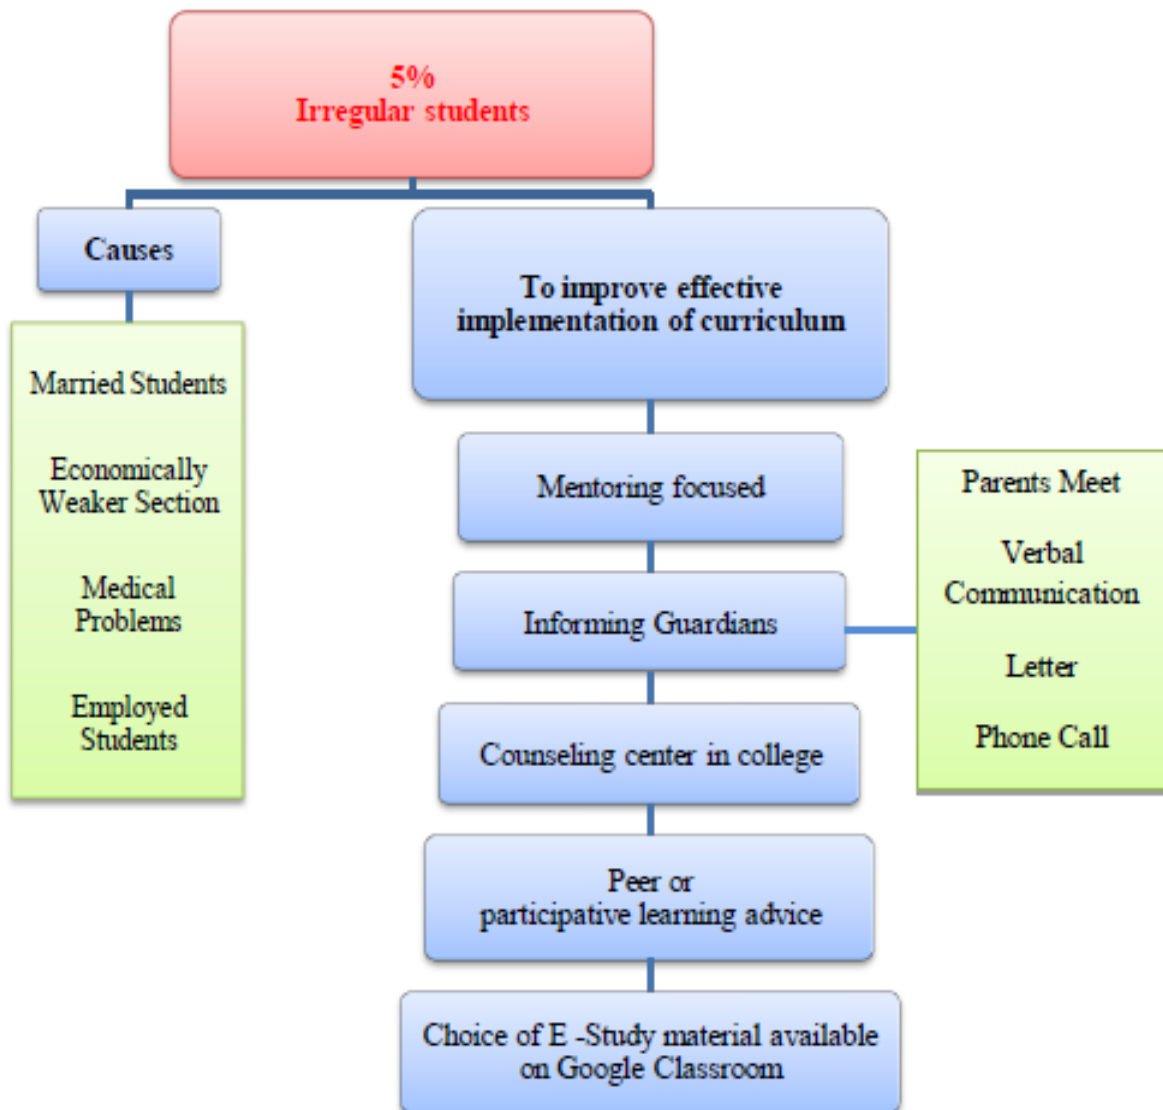 5%
Irregular students
Causes
Married Students
Economically
Weaker Section
Medical
Problems
Employed
Students
To improve effective
implementation of curriculum
Mentoring focused
Informing Guardians
Parents Meet
Verbal
Communication
Letter
Phone Call
Counseling center in college
Peer or
participative learning advice
Choice of E -Study material available
on Google Classroom